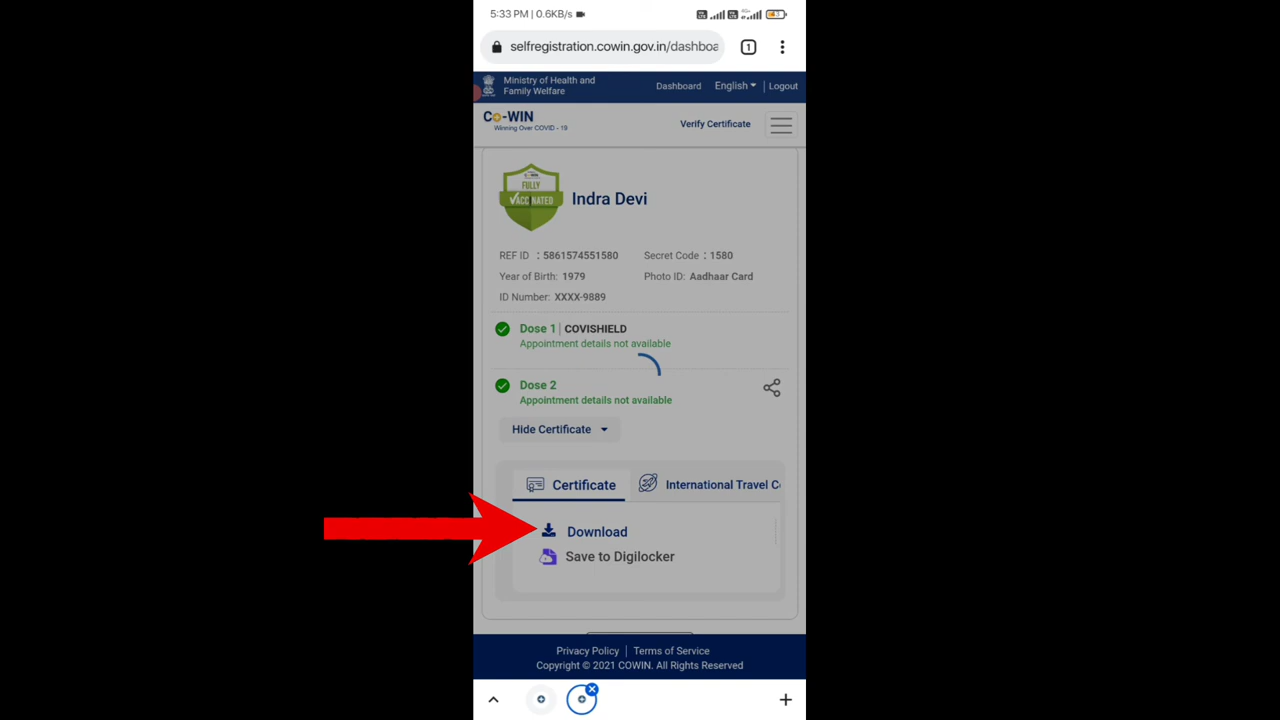 5:33 PM | 0.6KB/s
selfregistration.cowin.gov.in/dashboa
1
Ministry of Health and
Family Welfare
Dashboard English Logout
Co-WIN
Winning Over COVID - 19
Verify Certificate
FULLY
VACCINATED
Indra Devi
REF ID : 5861574551580 Secret Code : 1580
Year of Birth: 1979 Photo ID: Aadhaar Card
ID Number: XXXX-9889
Dose 1 | COVISHIELD
Appointment details not available
Dose 2
Appointment details not available
Hide Certificate
Certificate International Travel C
Download
Save to Digilocker
Privacy Policy | Terms of Service
Copyright © 2021 COWIN. All Rights Reserved